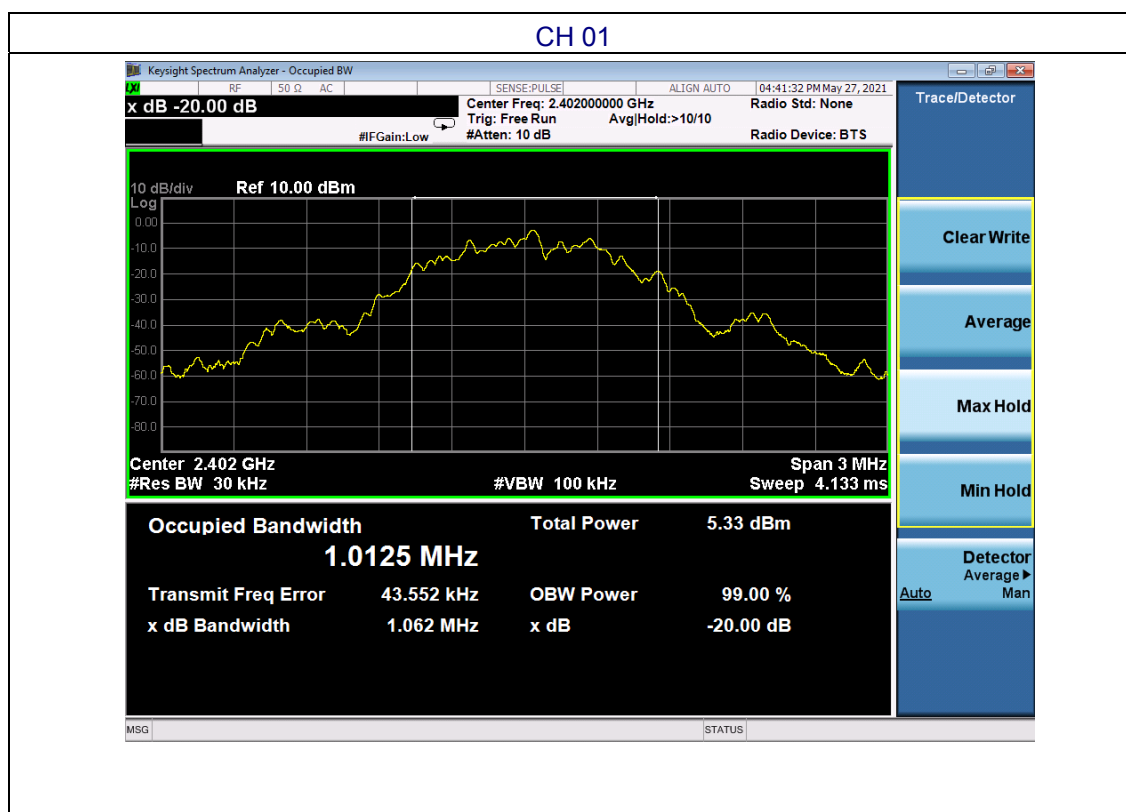 CH 01
Keysight Spectrum Analyzer - Occupied BW
LXI RF 50 Ω AC SENSE:PULSE ALIGN AUTO 04:41:32 PM May 27, 2021
x dB -20.00 dB
Center Freq: 2.402000000 GHz Radio Std: None
Trig: Free Run Avg|Hold:>10/10
#IFGain:Low #Atten: 10 dB Radio Device: BTS
Trace/Detector
10 dB/div Ref 10.00 dBm
Log
0.00
-10.0
-20.0
-30.0
-40.0
-50.0
-60.0
-70.0
-80.0
Center 2.402 GHz Span 3 MHz
#Res BW 30 kHz #VBW 100 kHz Sweep 4.133 ms
Occupied Bandwidth Total Power 5.33 dBm
1.0125 MHz
Transmit Freq Error 43.552 kHz OBW Power 99.00 %
x dB Bandwidth 1.062 MHz x dB -20.00 dB
Clear Write
Average
Max Hold
Min Hold
Detector
Average▶
Auto Man
MSG STATUS